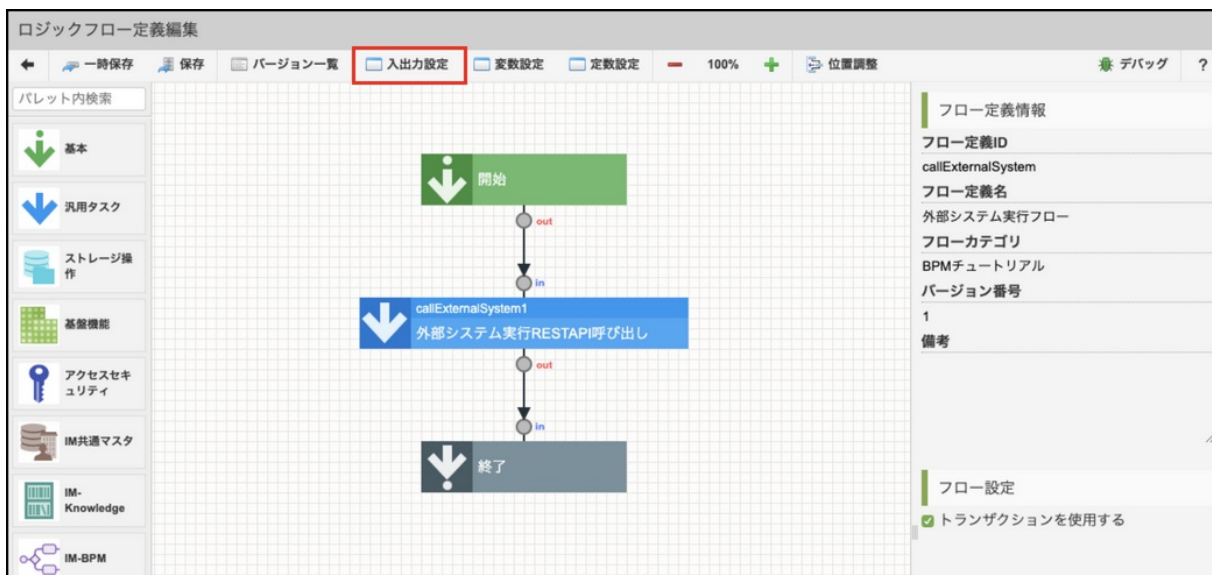 ロジックフロー定義編集
一時保存 保存 バージョン一覧 入出力設定 変数設定 定数設定 100% 位置調整 デバッグ ?
パレット内検索
基本
汎用タスク
ストレージ操
作
基盤機能
アクセスセキ
ュリティ
IM共通マスタ
IM-
Knowledge
IM-BPM
開始
out
in
callExternalSystem1
外部システム実行RESTAPI呼び出し
out
in
終了
フロー定義情報
フロー定義ID
callExternalSystem
フロー定義名
外部システム実行フロー
フローカテゴリ
BPMチュートリアル
バージョン番号
1
備考
フロー設定
トランザクションを使用する